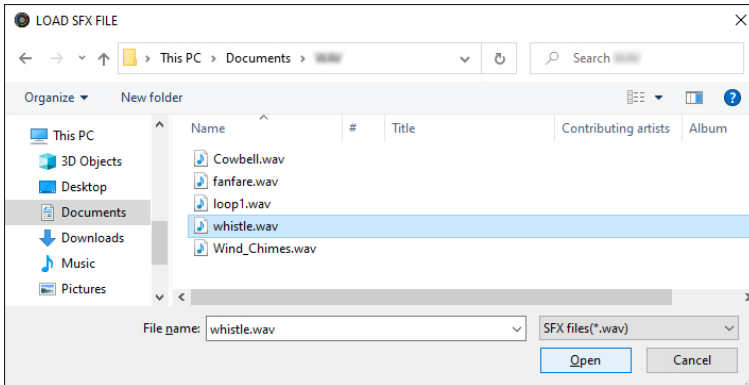 LOAD SFX FILE
This PC > Documents >
Search
Organize
New folder
Name
#
Title
Contributing artists
Album
This PC
3D Objects
Desktop
Documents
Downloads
Music
Pictures
Cowbell.wav
fanfare.wav
loop1.wav
whistle.wav
Wind_Chimes.wav
File name: whistle.wav
SFX files(*.wav)
Open
Cancel